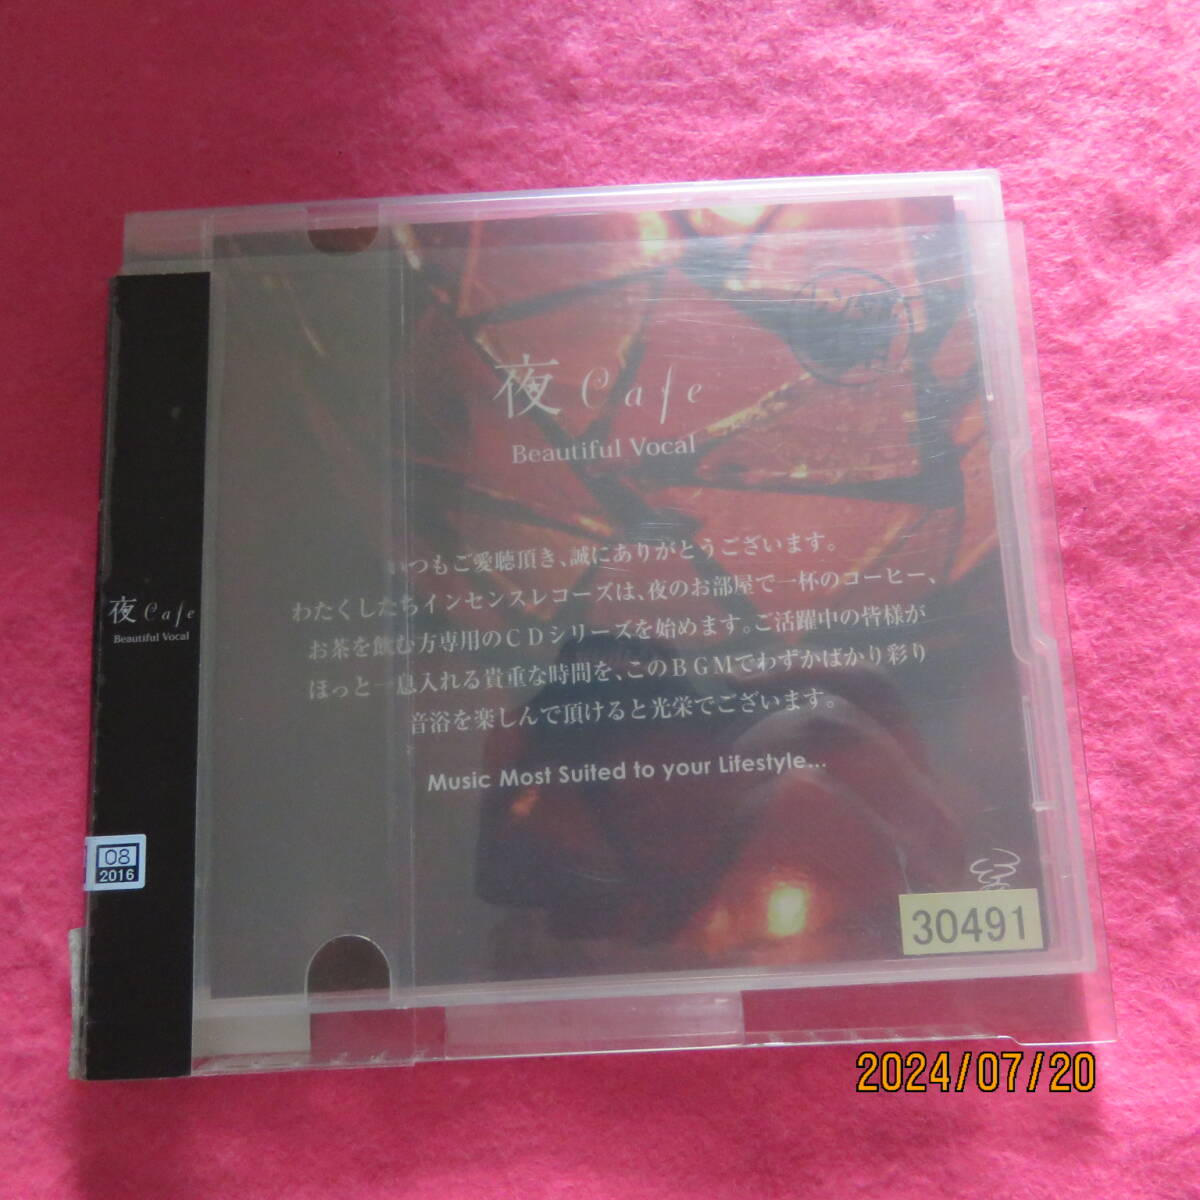 夜 Cafe
Beautiful Vocal
いつもご愛聴頂き、誠にありがとうございます。
わたくしたちインセンスレコーズは、夜のお部屋で一杯のコーヒー、
お茶を飲む方専用のCDシリーズを始めます。ご活躍中の皆様が
ほっと一息入れる貴重な時間を、このBGMでわずかばかり彩り
音浴を楽しんで頂けると光栄でございます。
Music Most Suited to your Lifestyle...
夜 Cafe
Beautiful Vocal
08
2016
30491
2024/07/20